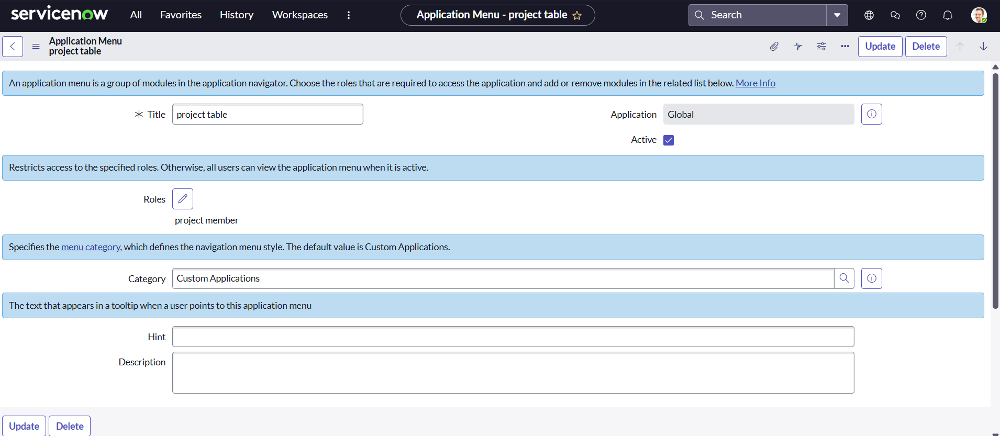 servicenow All Favorites History Workspaces Application Menu - project table Search
Application Menu
project table
Update Delete
An application menu is a group of modules in the application navigator. Choose the roles that are required to access the application and add or remove modules in the related list below. More Info
Title project table Application Global
Active
Restricts access to the specified roles. Otherwise, all users can view the application menu when it is active.
Roles
project member
Specifies the menu category, which defines the navigation menu style. The default value is Custom Applications.
Category Custom Applications
The text that appears in a tooltip when a user points to this application menu
Hint
Description
Update Delete